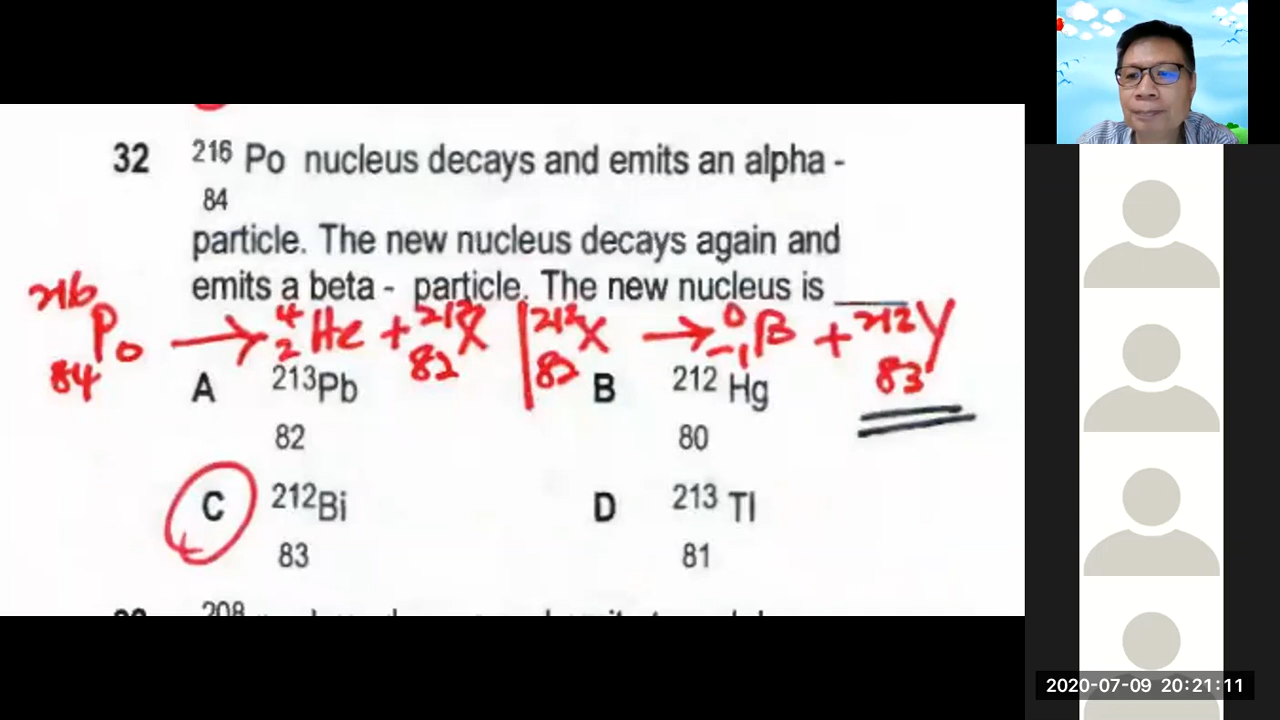 32 216 Po nucleus decays and emits an alpha -
84
particle. The new nucleus decays again and
emits a beta - particle. The new nucleus is ____
216 84 Po → 4 2 He + 212 82 X | 212 82 X → 0 -1 β + 212 83 Y
A 213 Pb B 212 Hg
82 80
C 212 Bi D 213 Tl
83 81
208
2020-07-09 20:21:11